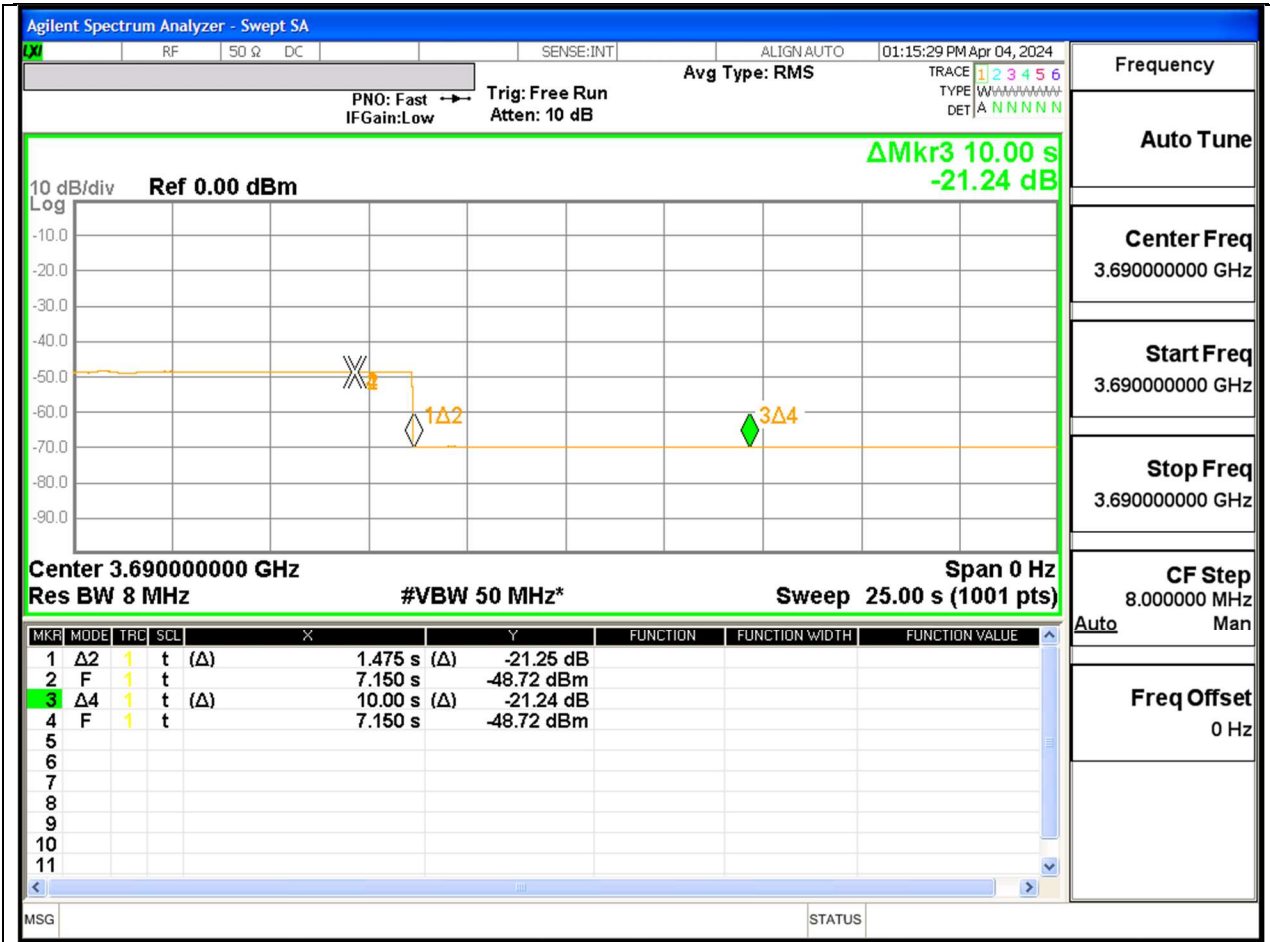 Agilent Spectrum Analyzer - Swept SA
LXI RF 50 Ω DC SENSE:INT ALIGN AUTO 01:15:29 PM Apr 04, 2024
PNO: Fast Trig: Free Run Avg Type: RMS TRACE 1 2 3 4 5 6
IFGain:Low Atten: 10 dB TYPE W
DET A N N N N N
ΔMkr3 10.00 s
-21.24 dB
10 dB/div Ref 0.00 dBm
Log
-10.0
-20.0
-30.0
-40.0
-50.0
-60.0
-70.0
-80.0
-90.0
1Δ2
3Δ4
Center 3.690000000 GHz Span 0 Hz
Res BW 8 MHz #VBW 50 MHz* Sweep 25.00 s (1001 pts)
MKR MODE TRC SCL X Y FUNCTION FUNCTION WIDTH FUNCTION VALUE
1 Δ2 1 t (Δ) 1.475 s (Δ) -21.25 dB
2 F 1 t 7.150 s -48.72 dBm
3 Δ4 1 t (Δ) 10.00 s (Δ) -21.24 dB
4 F 1 t 7.150 s -48.72 dBm
5
6
7
8
9
10
11
MSG STATUS
Frequency
Auto Tune
Center Freq
3.690000000 GHz
Start Freq
3.690000000 GHz
Stop Freq
3.690000000 GHz
CF Step
8.000000 MHz
Auto Man
Freq Offset
0 Hz